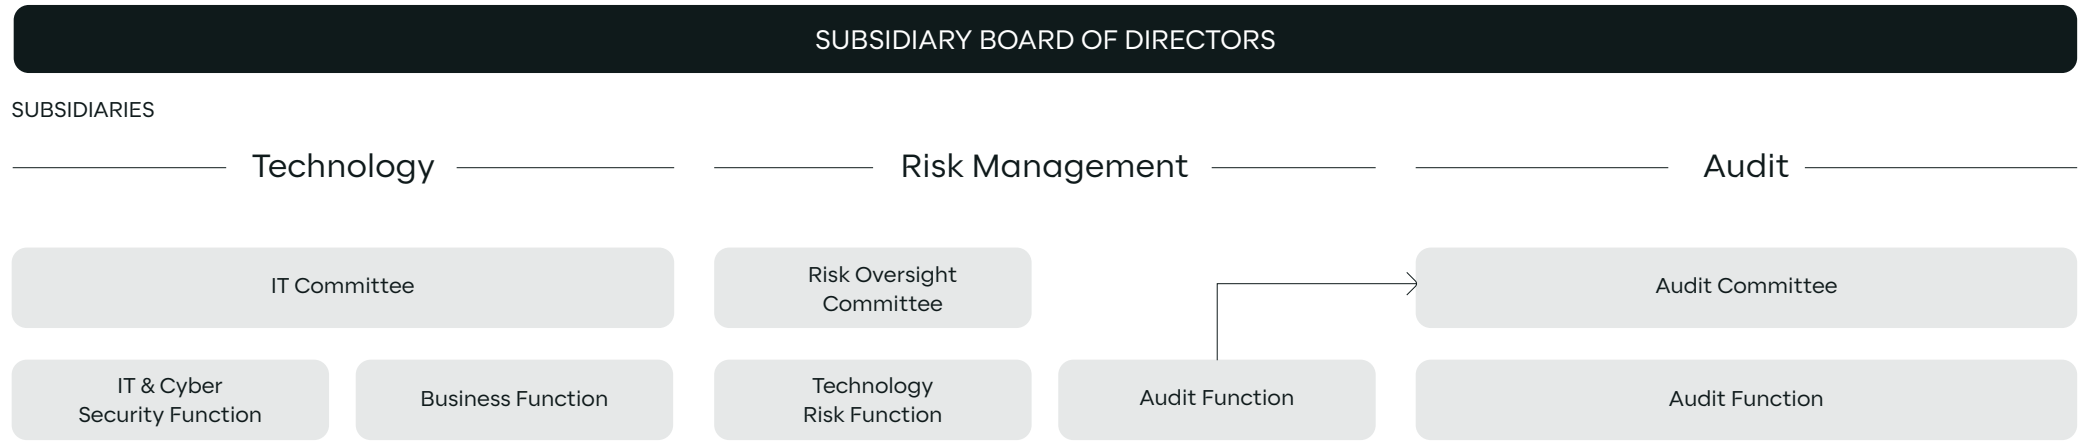 SUBSIDIARY BOARD OF DIRECTORS
SUBSIDIARIES
Technology
Risk Management
Audit
IT Committee
Risk Oversight
Committee
Audit Committee
IT & Cyber
Security Function
Business Function
Technology
Risk Function
Audit Function
Audit Function